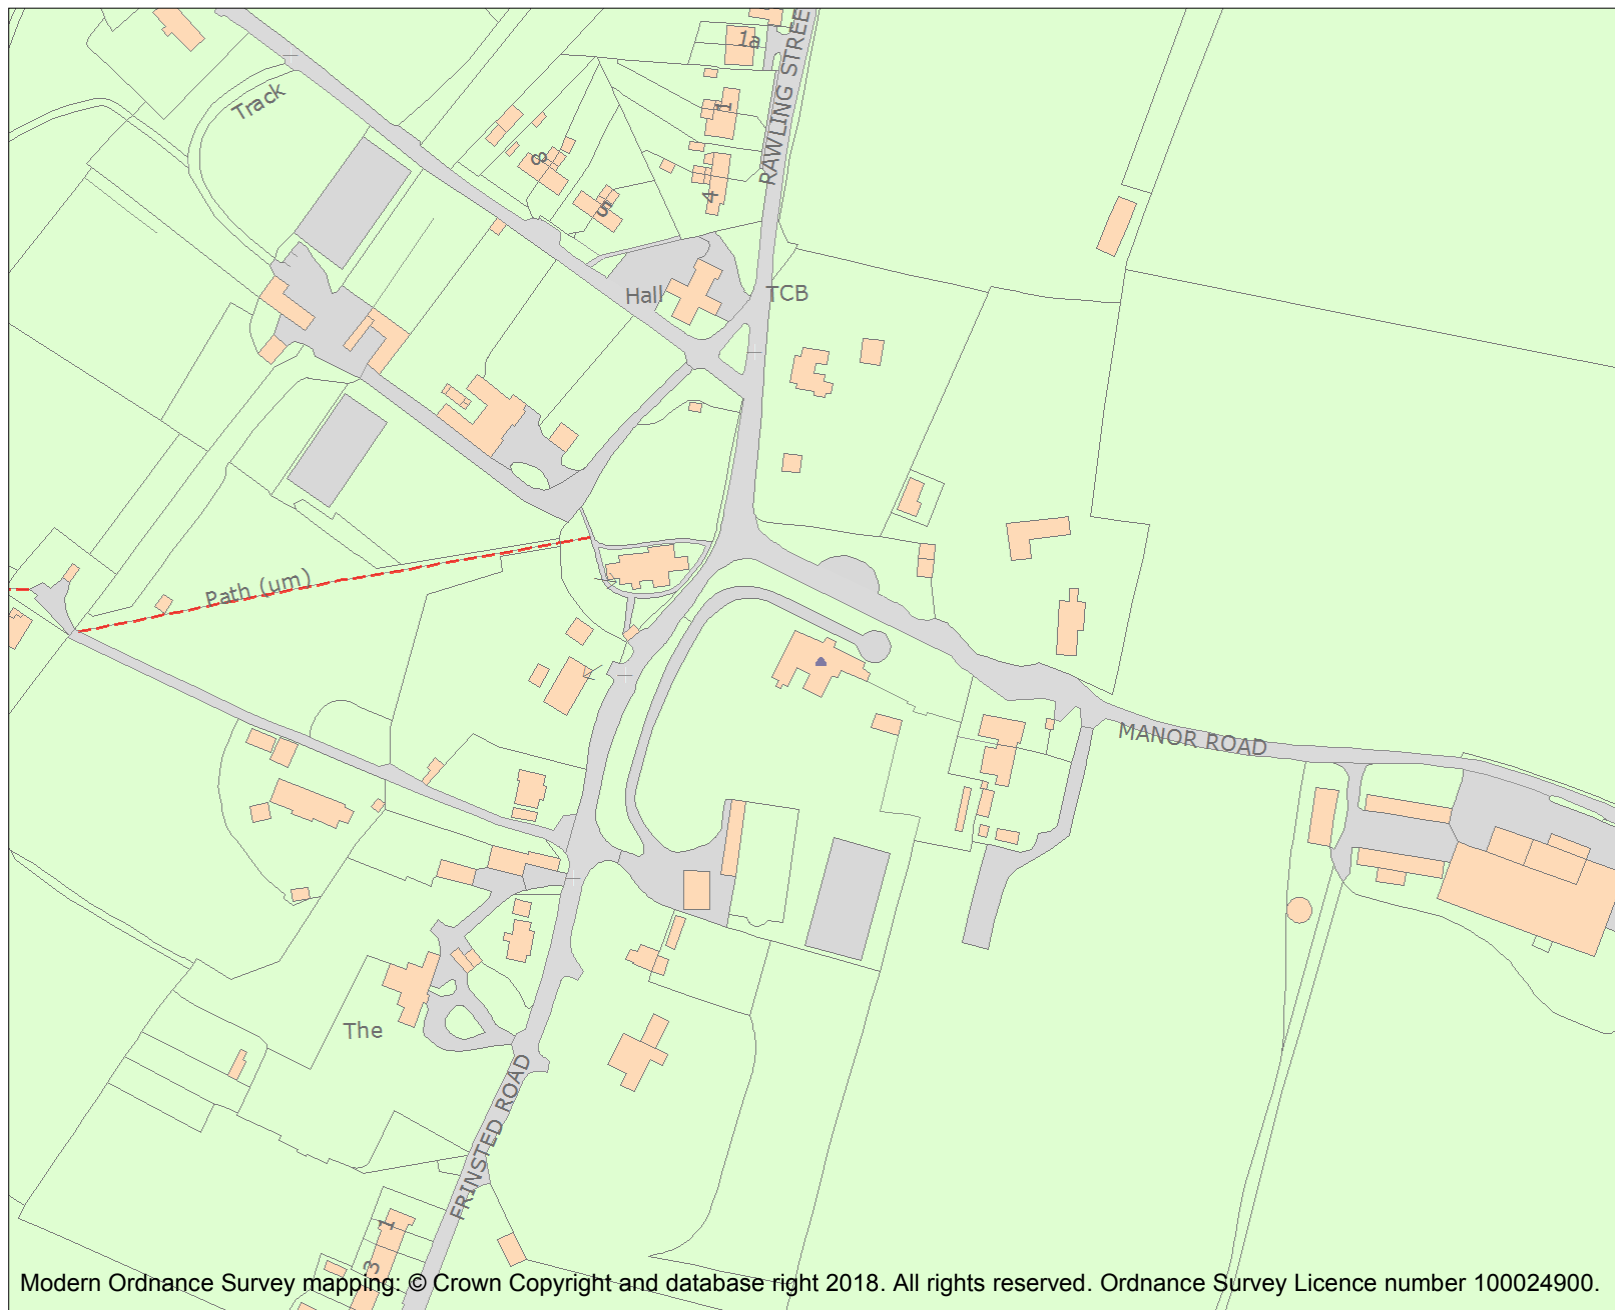 1a
RAWLING STREE
Track
1
8
4
5
Hall
TCB
Path (um)
MANOR ROAD
The
FRINSTED ROAD
1
3
Modern Ordnance Survey mapping: © Crown Copyright and database right 2018. All rights reserved. Ordnance Survey Licence number 100024900.